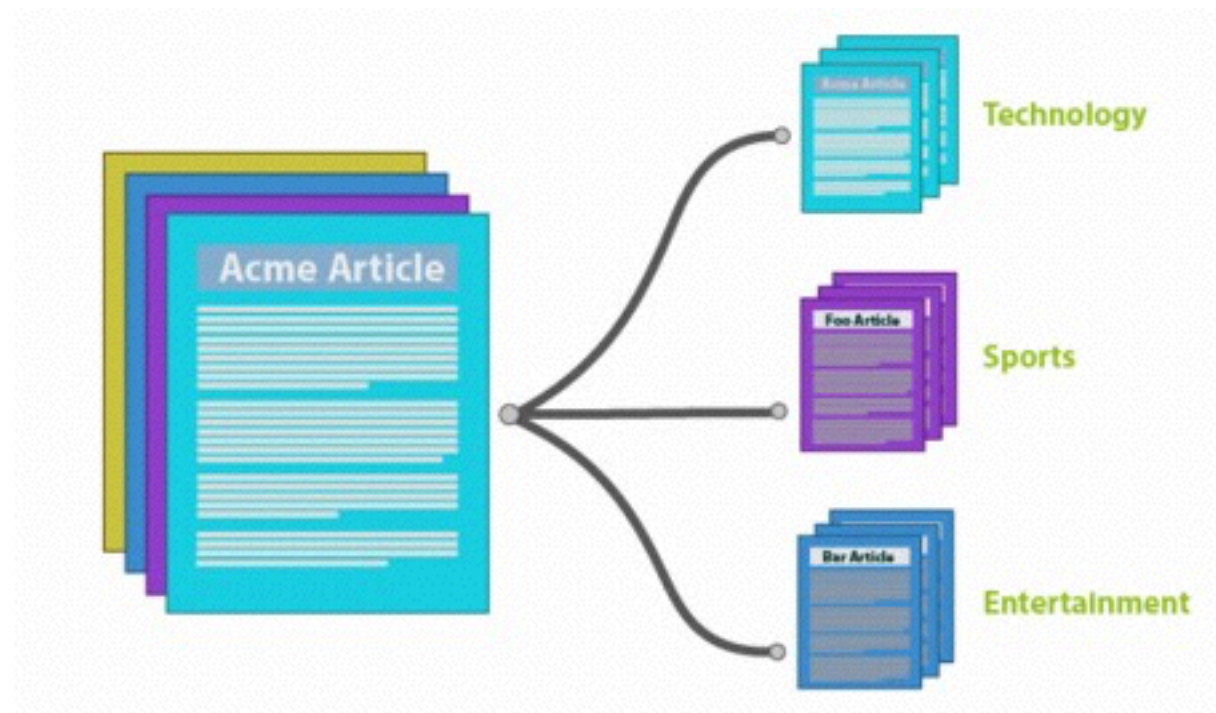 Acme Article
Acme Article
Technology
Foo Article
Sports
Bar Article
Entertainment